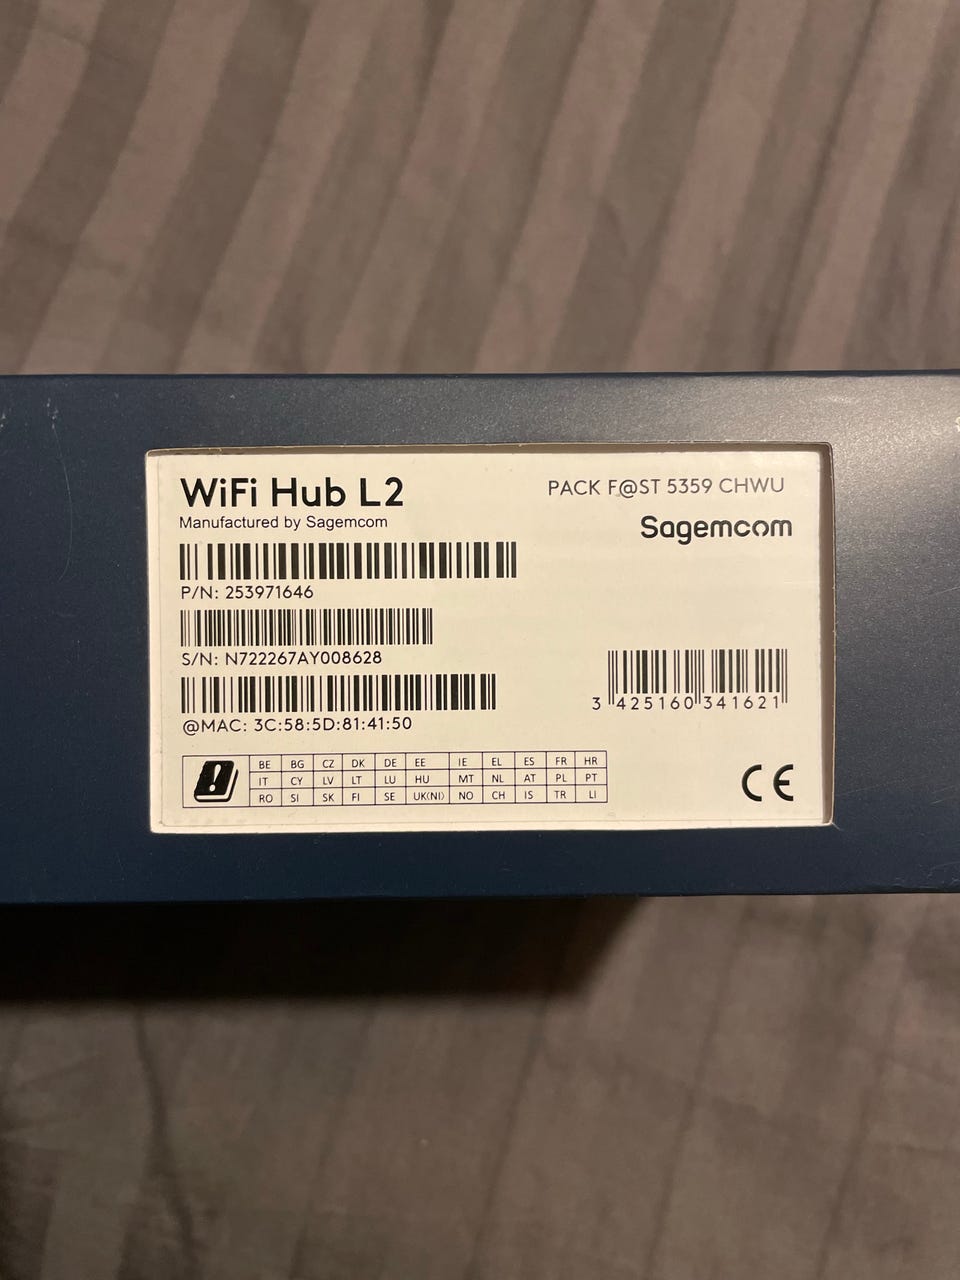 WiFi Hub L2
Manufactured by Sagemcom
PACK F@ST 5359 CHWU
Sagemcom
P/N: 253971646
S/N: N722267AY008628
@MAC: 3C:58:5D:81:41:50
3 425160 341621
BE BG CZ DK DE EE IE EL ES FR HR
IT CY LV LT LU HU MT NL AT PL PT
RO SI SK FI SE UK(NI) NO CH IS TR LI
CE